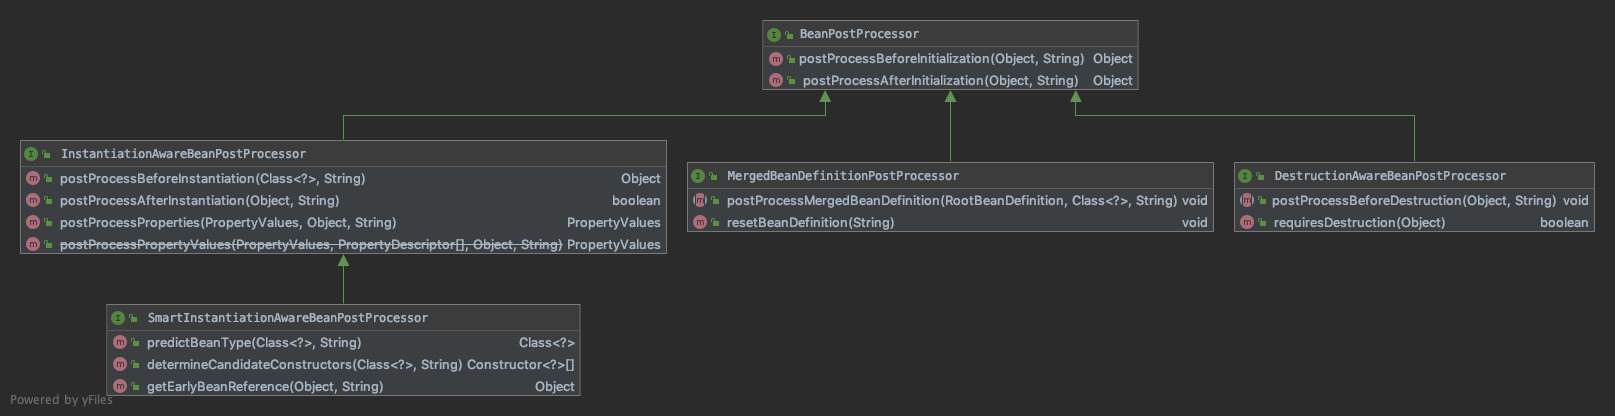 BeanPostProcessor
postProcessBeforeInitialization(Object, String) Object
postProcessAfterInitialization(Object, String) Object
InstantiationAwareBeanPostProcessor
postProcessBeforeInstantiation(Class<?>, String) Object
postProcessAfterInstantiation(Object, String) boolean
postProcessProperties(PropertyValues, Object, String) PropertyValues
postProcessPropertyValues(PropertyValues, PropertyDescriptor[], Object, String) PropertyValues
MergedBeanDefinitionPostProcessor
postProcessMergedBeanDefinition(RootBeanDefinition, Class<?>, String) void
resetBeanDefinition(String) void
DestructionAwareBeanPostProcessor
postProcessBeforeDestruction(Object, String) void
requiresDestruction(Object) boolean
SmartInstantiationAwareBeanPostProcessor
predictBeanType(Class<?>, String) Class<?>
determineCandidateConstructors(Class<?>, String) Constructor<?>[]
getEarlyBeanReference(Object, String) Object
Powered by yFiles